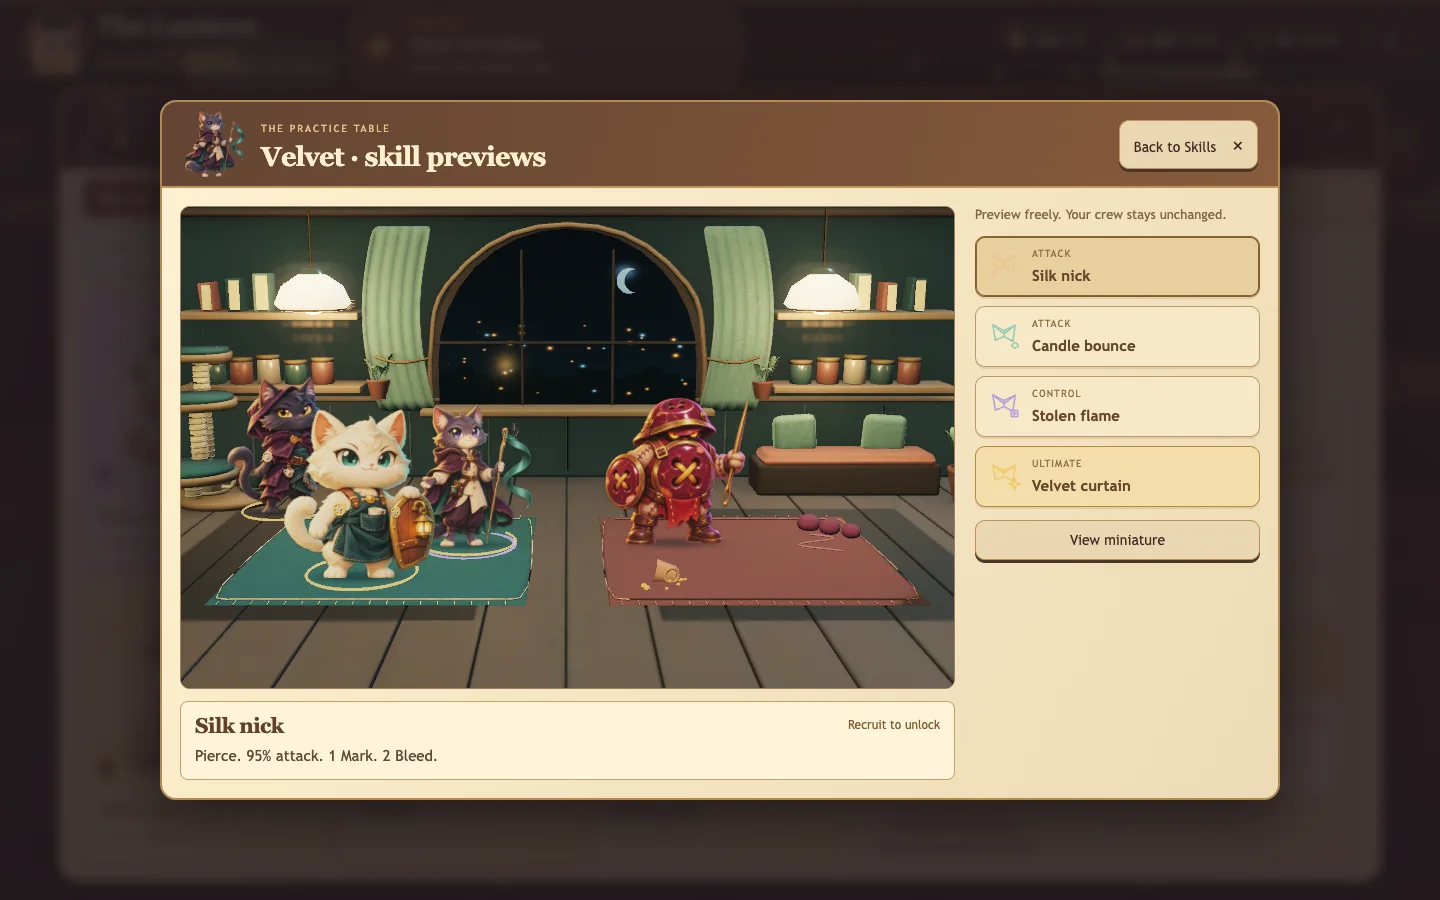 THE PRACTICE TABLE
Velvet · skill previews
Back to Skills ×
Preview freely. Your crew stays unchanged.
ATTACK
Silk nick
ATTACK
Candle bounce
CONTROL
Stolen flame
ULTIMATE
Velvet curtain
View miniature
Silk nick
Recruit to unlock
Pierce. 95% attack. 1 Mark. 2 Bleed.